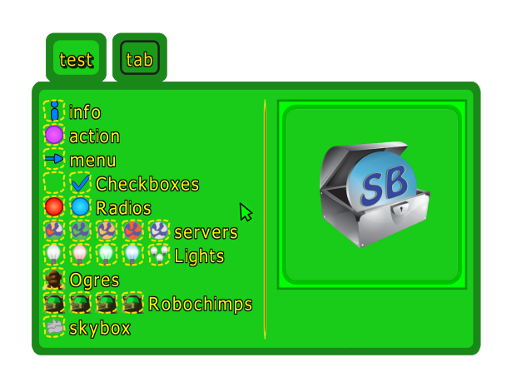 test
tab
info
action
menu
Checkboxes
Radios
servers
Lights
Ogres
Robochimps
skybox
SB